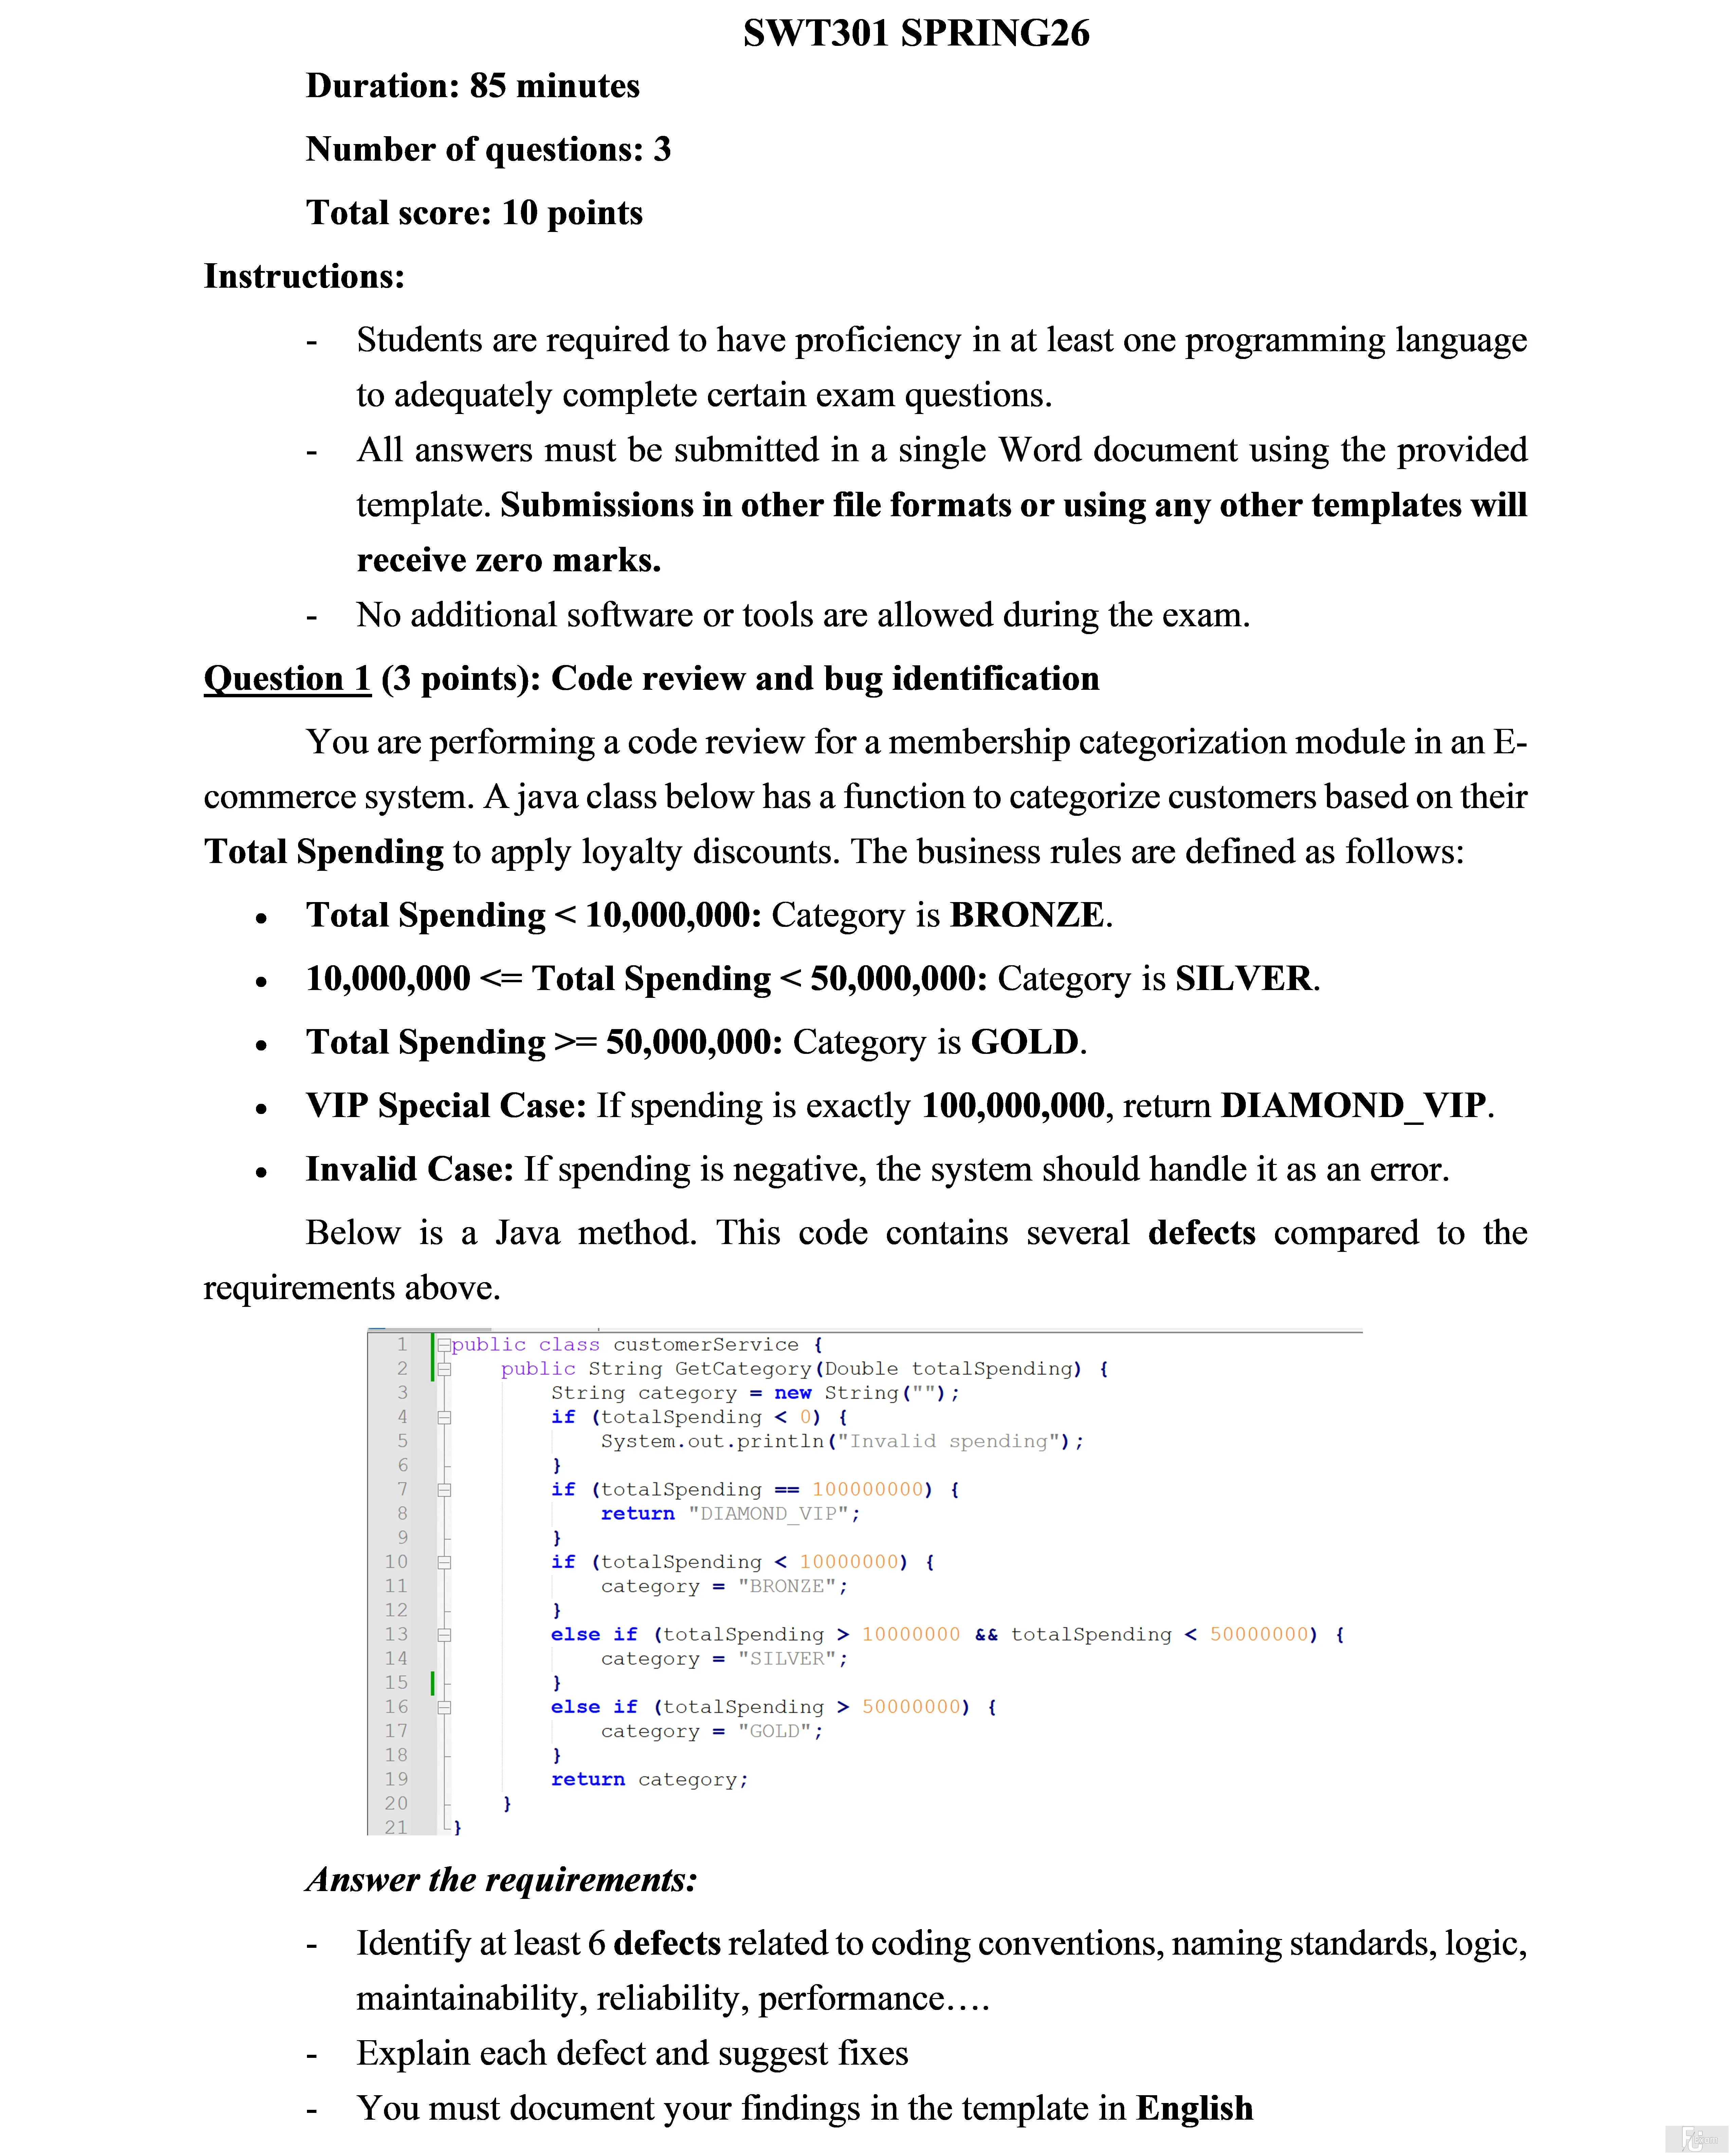 SWT301 SPRING26
Duration: 85 minutes
Number of questions: 3
Total score: 10 points
Instructions:
- Students are required to have proficiency in at least one programming language
to adequately complete certain exam questions.
- All answers must be submitted in a single Word document using the provided
template. Submissions in other file formats or using any other templates will
receive zero marks.
- No additional software or tools are allowed during the exam.
Question 1 (3 points): Code review and bug identification
You are performing a code review for a membership categorization module in an E-
commerce system. A java class below has a function to categorize customers based on their
Total Spending to apply loyalty discounts. The business rules are defined as follows:
• Total Spending < 10,000,000: Category is BRONZE.
• 10,000,000 <= Total Spending < 50,000,000: Category is SILVER.
• Total Spending >= 50,000,000: Category is GOLD.
• VIP Special Case: If spending is exactly 100,000,000, return DIAMOND_VIP.
• Invalid Case: If spending is negative, the system should handle it as an error.
Below is a Java method. This code contains several defects compared to the
requirements above.
1 public class customerService {
2 public String GetCategory(Double totalSpending) {
3 String category = new String("");
4 if (totalSpending < 0) {
5 System.out.println("Invalid spending");
6 }
7 if (totalSpending == 100000000) {
8 return "DIAMOND_VIP";
9 }
10 if (totalSpending < 10000000) {
11 category = "BRONZE";
12 }
13 else if (totalSpending > 10000000 && totalSpending < 50000000) {
14 category = "SILVER";
15 }
16 else if (totalSpending > 50000000) {
17 category = "GOLD";
18 }
19 return category;
20 }
21 }
Answer the requirements:
- Identify at least 6 defects related to coding conventions, naming standards, logic,
maintainability, reliability, performance....
- Explain each defect and suggest fixes
- You must document your findings in the template in English